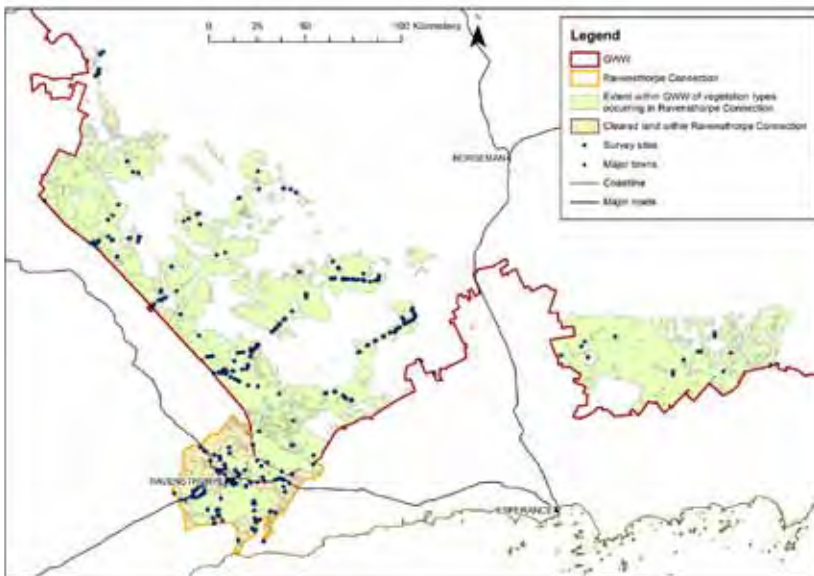 0 25 50 100 Kilometers
N
Legend
GWW
Ravensthorpe Connection
Extent within GWW of vegetation types
occurring in Ravensthorpe Connection
Cleared land within Ravensthorpe Connection
Survey sites
Major towns
Coastline
Major roads
NORSEMAN
RAVENSTHORPE
ESPERANCE